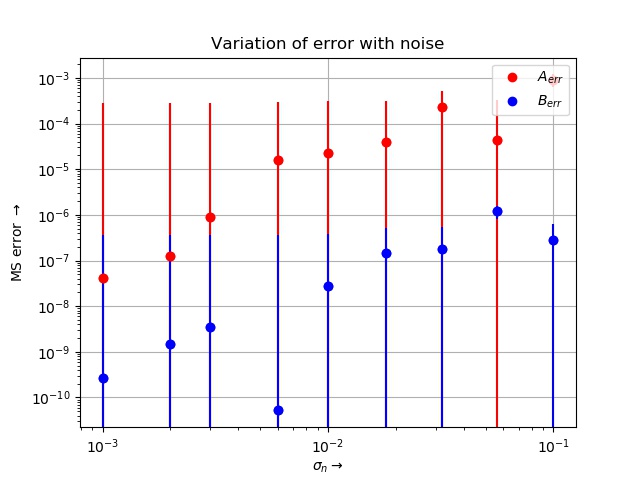 Variation of error with noise
A_err
B_err
10⁻³
10⁻⁴
10⁻⁵
10⁻⁶
10⁻⁷
10⁻⁸
10⁻⁹
10⁻¹⁰
MS error →
10⁻³ 10⁻² 10⁻¹
σₙ→